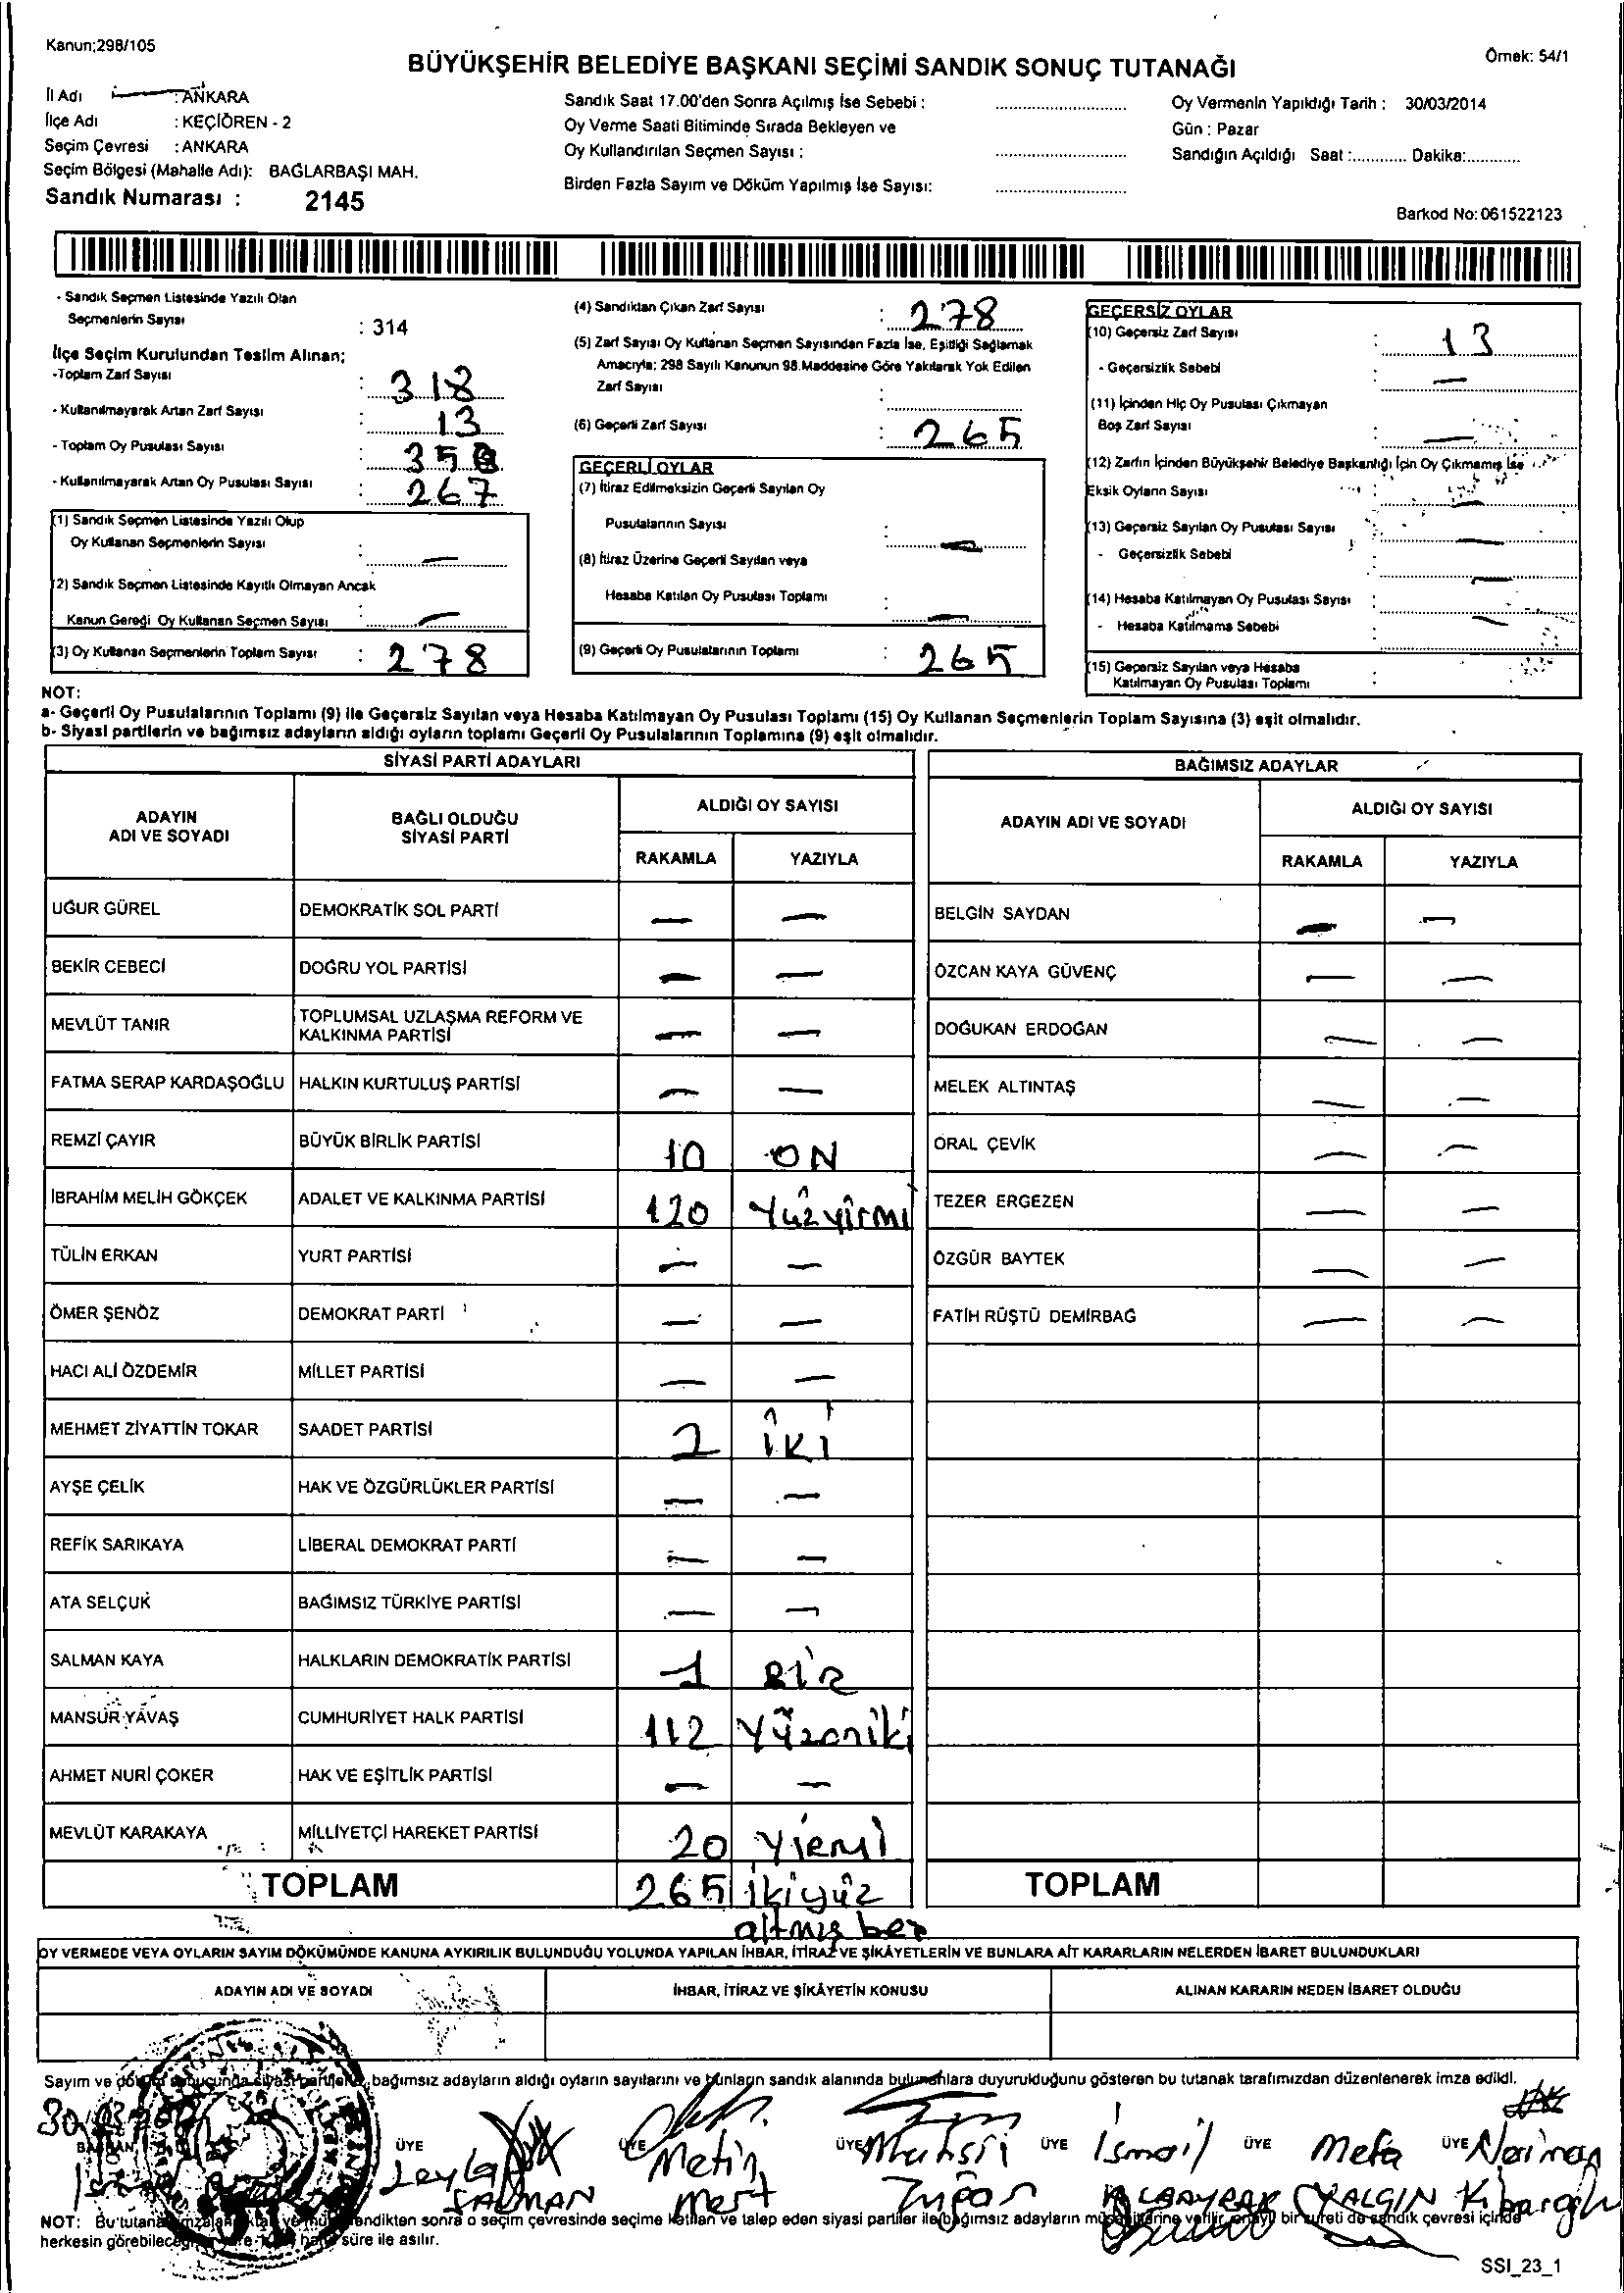 Kanun;298/105
Örnek: 54/1
BÜYÜKŞEHİR BELEDİYE BAŞKANI SEÇİMİ SANDIK SONUÇ TUTANAĞI
İl Adı : ANKARA
İlçe Adı : KEÇİÖREN - 2
Seçim Çevresi : ANKARA
Seçim Bölgesi (Mahalle Adı): BAĞLARBAŞI MAH.
Sandık Numarası : 2145
Sandık Saat 17.00'den Sonra Açılmış İse Sebebi :
Oy Verme Saati Bitiminde Sırada Bekleyen ve
Oy Kullandırılan Seçmen Sayısı :
Birden Fazla Sayım ve Döküm Yapılmış İse Sayısı:
Oy Vermenin Yapıldığı Tarih : 30/03/2014
Gün : Pazar
Sandığın Açıldığı Saat :............ Dakika:............
Barkod No: 061522123
- Sandık Seçmen Listesinde Yazılı Olan
Seçmenlerin Sayısı : 314
İlçe Seçim Kurulundan Teslim Alınan;
-Toplam Zarf Sayısı : 318
- Kullanılmayarak Artan Zarf Sayısı : 13
- Toplam Oy Pusulası Sayısı :
- Kullanılmayarak Artan Oy Pusulası Sayısı : 267
(1) Sandık Seçmen Listesinde Yazılı Olup
Oy Kullanan Seçmenlerin Sayısı : —
(2) Sandık Seçmen Listesinde Kayıtlı Olmayan Ancak
Kanun Gereği Oy Kullanan Seçmen Sayısı : —
(3) Oy Kullanan Seçmenlerin Toplam Sayısı : 278
(4) Sandıktan Çıkan Zarf Sayısı : 278
(5) Zarf Sayısı Oy Kullanan Seçmen Sayısından Fazla İse, Eşitliği Sağlamak
Amacıyla; 298 Sayılı Kanunun 98.Maddesine Göre Yakılarak Yok Edilen
Zarf Sayısı :
(6) Geçerli Zarf Sayısı : 265
GEÇERLİ OYLAR
(7) İtiraz Edilmeksizin Geçerli Sayılan Oy
Pusulalarının Sayısı : —
(8) İtiraz Üzerine Geçerli Sayılan veya
Hesaba Katılan Oy Pusulası Toplamı : —
(9) Geçerli Oy Pusulalarının Toplamı : 265
GEÇERSİZ OYLAR
(10) Geçersiz Zarf Sayısı : 13
- Geçersizlik Sebebi : —
(11) İçinden Hiç Oy Pusulası Çıkmayan
Boş Zarf Sayısı : —
(12) Zarfın İçinden Büyükşehir Belediye Başkanlığı İçin Oy Çıkmamış İse
Eksik Oyların Sayısı : —
(13) Geçersiz Sayılan Oy Pusulası Sayısı : —
- Geçersizlik Sebebi : —
(14) Hesaba Katılmayan Oy Pusulası Sayısı : —
- Hesaba Katılmama Sebebi :
(15) Geçersiz Sayılan veya Hesaba
Katılmayan Oy Pusulası Toplamı :
NOT:
a- Geçerli Oy Pusulalarının Toplamı (9) ile Geçersiz Sayılan veya Hesaba Katılmayan Oy Pusulası Toplamı (15) Oy Kullanan Seçmenlerin Toplam Sayısına (3) eşit olmalıdır.
b- Siyasi partilerin ve bağımsız adayların aldığı oyların toplamı Geçerli Oy Pusulalarının Toplamına (9) eşit olmalıdır.
SİYASİ PARTİ ADAYLARI
ADAYIN ADI VE SOYADI
BAĞLI OLDUĞU SİYASİ PARTİ
ALDIĞI OY SAYISI
RAKAMLA YAZIYLA
UĞUR GÜREL DEMOKRATİK SOL PARTİ — —
BEKİR CEBECİ DOĞRU YOL PARTİSİ — —
MEVLÜT TANIR TOPLUMSAL UZLAŞMA REFORM VE KALKINMA PARTİSİ — —
FATMA SERAP KARDAŞOĞLU HALKIN KURTULUŞ PARTİSİ — —
REMZİ ÇAYIR BÜYÜK BİRLİK PARTİSİ 10 ON
İBRAHİM MELİH GÖKÇEK ADALET VE KALKINMA PARTİSİ 120 Yüzyirmi
TÜLİN ERKAN YURT PARTİSİ — —
ÖMER ŞENÖZ DEMOKRAT PARTİ — —
HACI ALİ ÖZDEMİR MİLLET PARTİSİ — —
MEHMET ZİYATTİN TOKAR SAADET PARTİSİ 2 İKİ
AYŞE ÇELİK HAK VE ÖZGÜRLÜKLER PARTİSİ — —
REFİK SARIKAYA LİBERAL DEMOKRAT PARTİ — —
ATA SELÇUK BAĞIMSIZ TÜRKİYE PARTİSİ — —
SALMAN KAYA HALKLARIN DEMOKRATİK PARTİSİ 1 BİR
MANSUR YAVAŞ CUMHURİYET HALK PARTİSİ 112 Yüzoniki
AHMET NURİ ÇOKER HAK VE EŞİTLİK PARTİSİ — —
MEVLÜT KARAKAYA MİLLİYETÇİ HAREKET PARTİSİ 20 Yirmi
TOPLAM 265 ikiyüz
altmış beş
BAĞIMSIZ ADAYLAR
ADAYIN ADI VE SOYADI
ALDIĞI OY SAYISI
RAKAMLA YAZIYLA
BELGİN SAYDAN — —
ÖZCAN KAYA GÜVENÇ — —
DOĞUKAN ERDOĞAN — —
MELEK ALTINTAŞ — —
ORAL ÇEVİK — —
TEZER ERGEZEN — —
ÖZGÜR BAYTEK — —
FATİH RÜŞTÜ DEMİRBAĞ — —
TOPLAM
OY VERMEDE VEYA OYLARIN SAYIM DÖKÜMÜNDE KANUNA AYKIRILIK BULUNDUĞU YOLUNDA YAPILAN İHBAR, İTİRAZ VE ŞİKÂYETLERİN VE BUNLARA AİT KARARLARIN NELERDEN İBARET BULUNDUKLARI
ADAYIN ADI VE SOYADI İHBAR, İTİRAZ VE ŞİKÂYETİN KONUSU ALINAN KARARIN NEDEN İBARET OLDUĞU
Sayım ve döküm sonucunda siyasi partilerin, bağımsız adayların aldığı oyların sayılarını ve bunların sandık alanında bulunanlara duyurulduğunu gösteren bu tutanak tarafımızdan düzenlenerek imza edildi.
BAŞKAN ÜYE ÜYE ÜYE ÜYE ÜYE ÜYE
Leyla Metin Muhsin İsmail Mefa Neriman
SALMAN Mert ALBAYRAK YALGIN
NOT: Bu tutanak sonra o seçim çevresinde seçime katılan ve talep eden siyasi partiler ile bağımsız adayların müşahitlerine verilir, onaylı bir sureti de sandık çevresi içinde
herkesin görebileceği süre ile asılır.
SSI_23_1